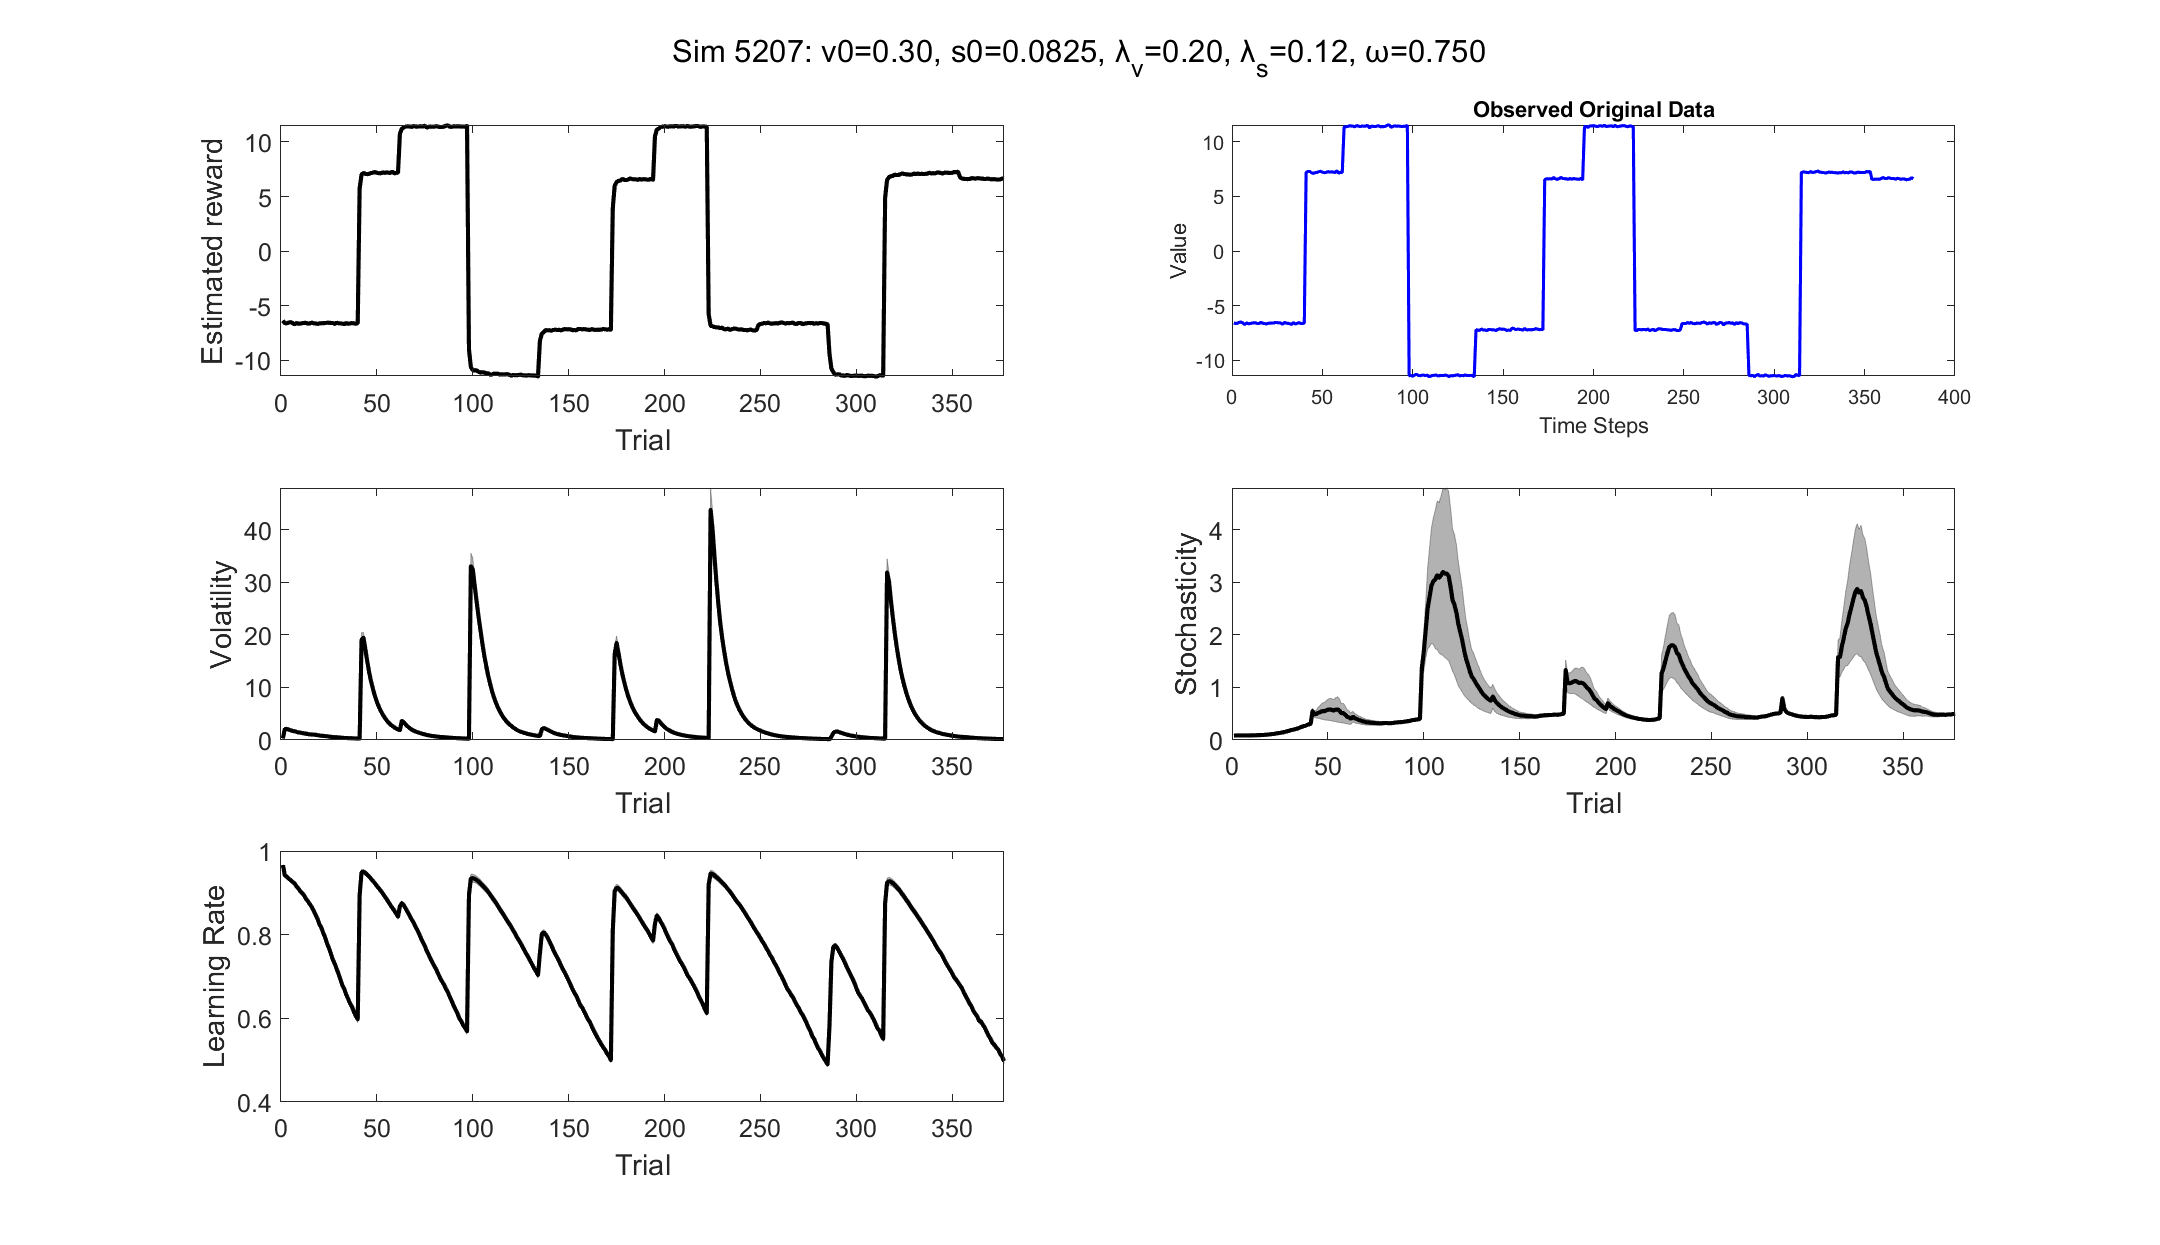 Sim 5207: v0=0.30, s0=0.0825, λv=0.20, λs=0.12, ω=0.750
Estimated reward
10
5
0
-5
-10
0 50 100 150 200 250 300 350
Trial
Observed Original Data
Value
10
5
0
-5
-10
0 50 100 150 200 250 300 350 400
Time Steps
Volatility
40
30
20
10
0
0 50 100 150 200 250 300 350
Trial
Stochasticity
4
3
2
1
0
0 50 100 150 200 250 300 350
Trial
Learning Rate
1
0.8
0.6
0.4
0 50 100 150 200 250 300 350
Trial